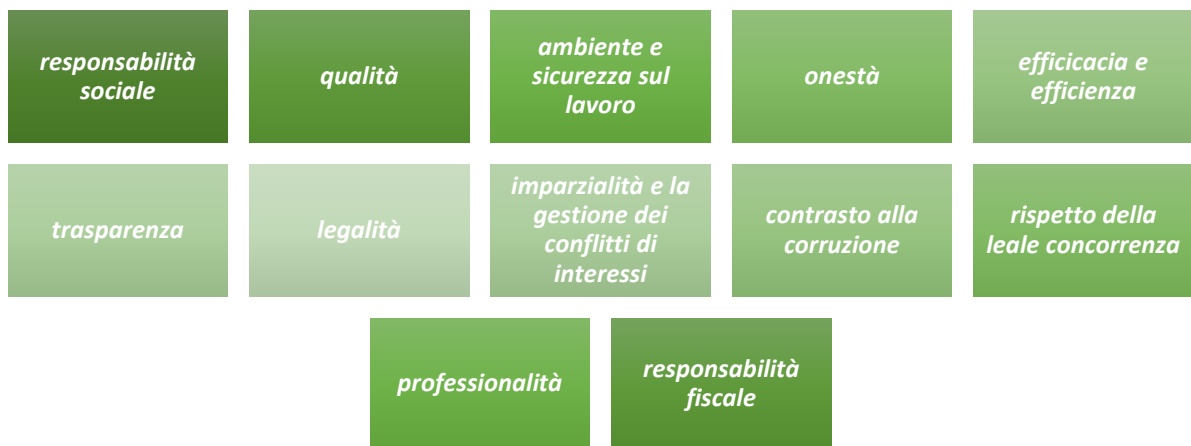 responsabilità
sociale
qualità
ambiente e
sicurezza sul
lavoro
onestà
efficicacia e
efficienza
trasparenza
legalità
imparzialità e la
gestione dei
conflitti di
interessi
contrasto alla
corruzione
rispetto della
leale concorrenza
professionalità
responsabilità
fiscale